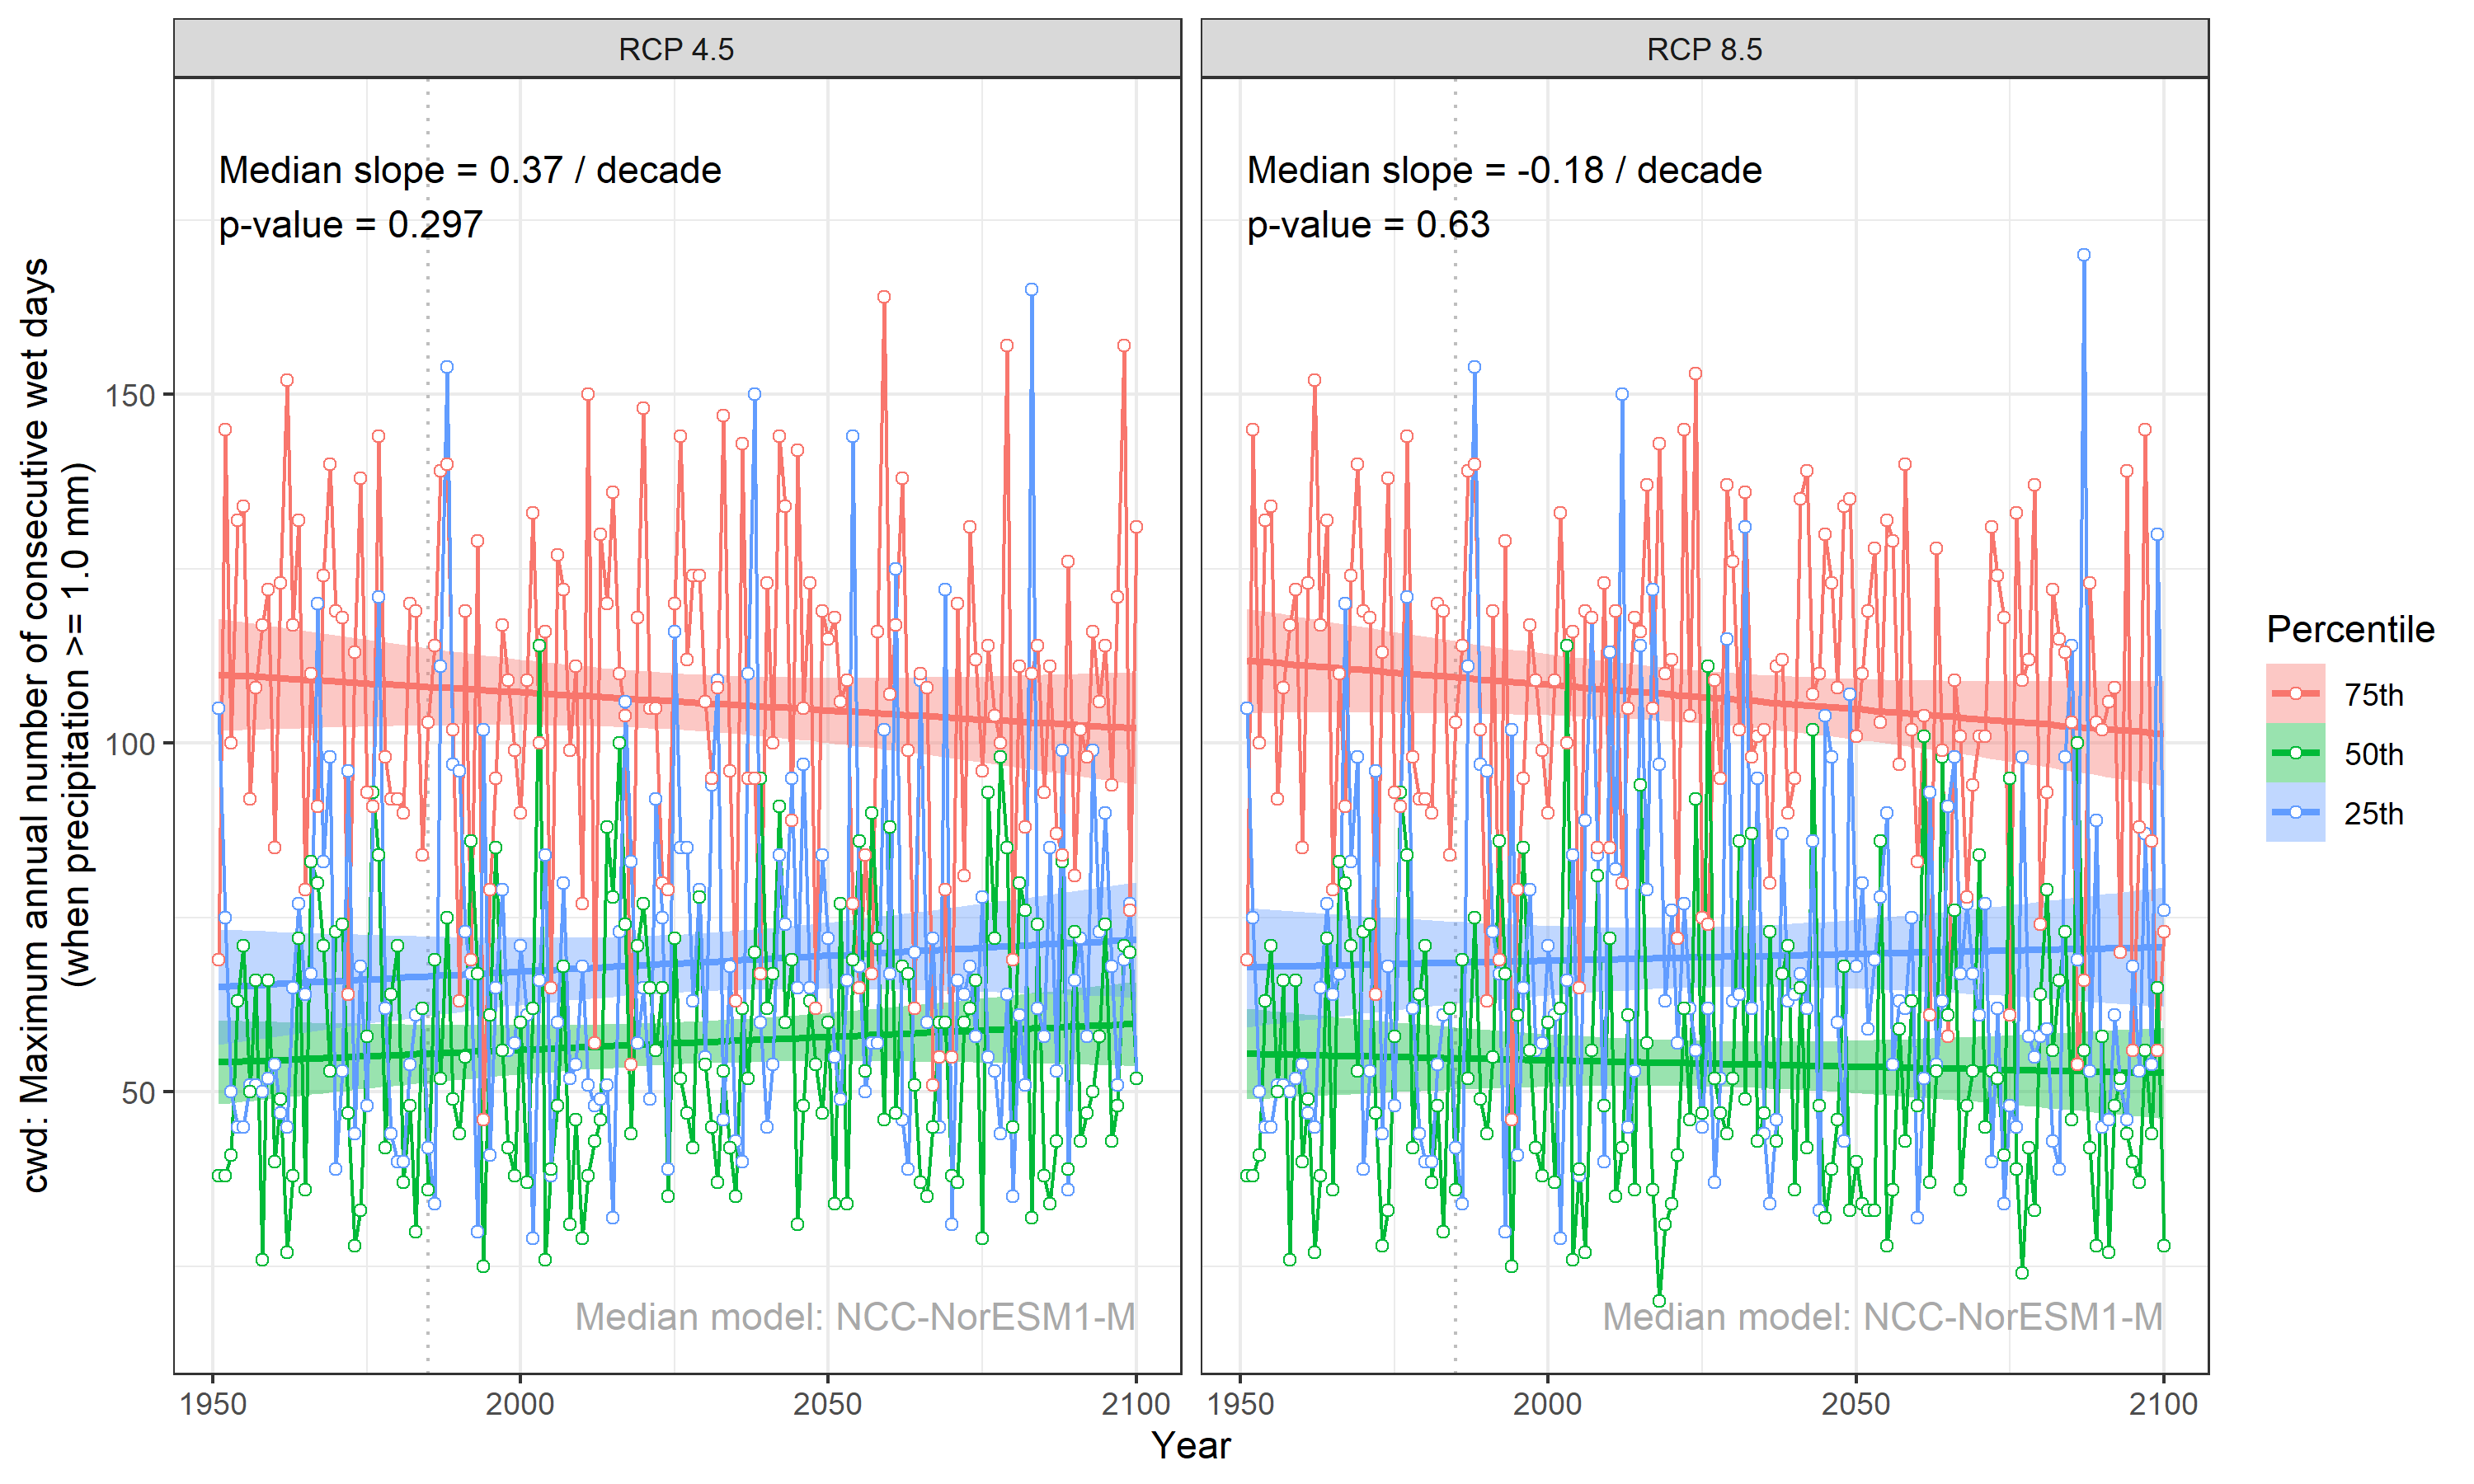 RCP 4.5
RCP 8.5
Median slope = 0.37 / decade
p-value = 0.297
Median slope = -0.18 / decade
p-value = 0.63
cwd: Maximum annual number of consecutive wet days
(when precipitation >= 1.0 mm)
150
100
50
Median model: NCC-NorESM1-M
Median model: NCC-NorESM1-M
1950 2000 2050 2100
1950 2000 2050 2100
Year
Percentile
75th
50th
25th